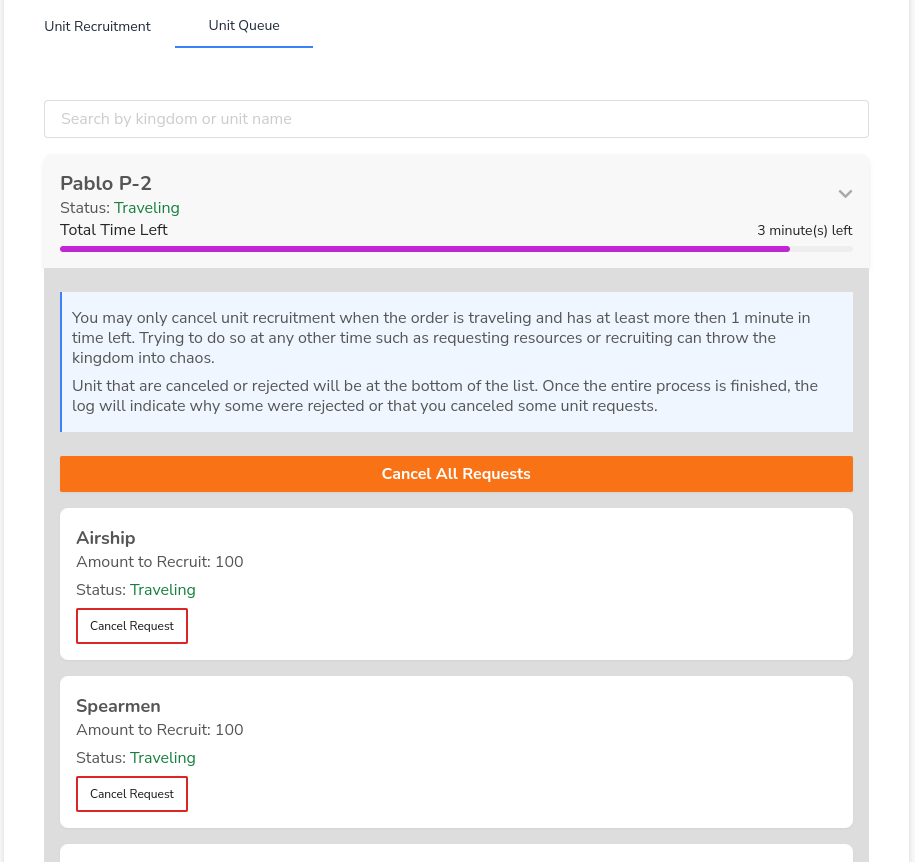 Unit Recruitment
Unit Queue
Search by kingdom or unit name
Pablo P-2
Status: Traveling
Total Time Left
3 minute(s) left
You may only cancel unit recruitment when the order is traveling and has at least more then 1 minute in
time left. Trying to do so at any other time such as requesting resources or recruiting can throw the
kingdom into chaos.
Unit that are canceled or rejected will be at the bottom of the list. Once the entire process is finished, the
log will indicate why some were rejected or that you canceled some unit requests.
Cancel All Requests
Airship
Amount to Recruit: 100
Status: Traveling
Cancel Request
Spearmen
Amount to Recruit: 100
Status: Traveling
Cancel Request